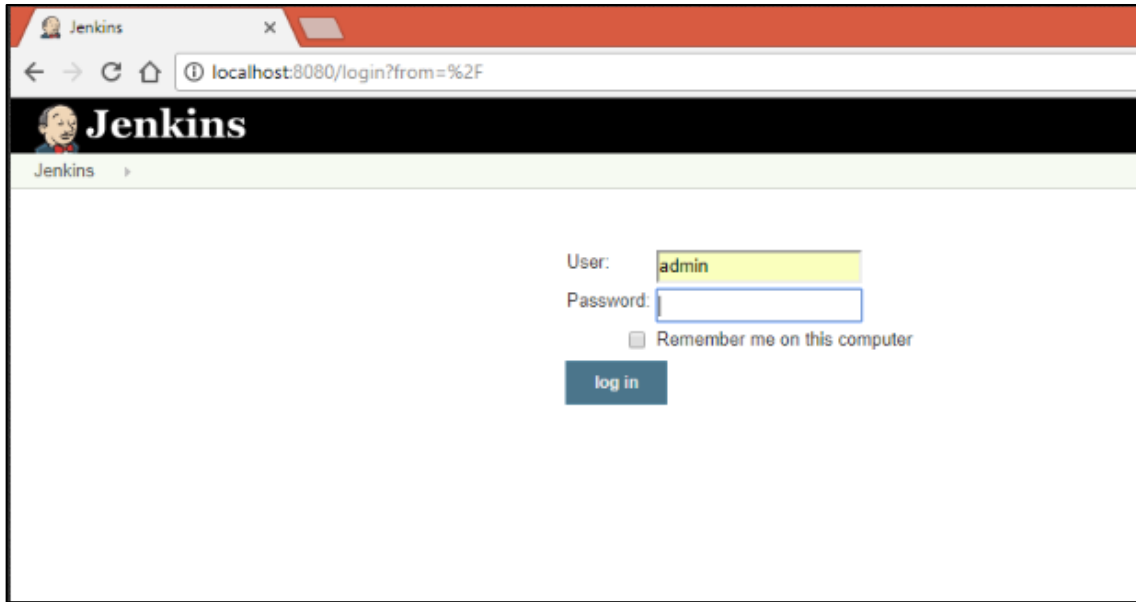 Jenkins
localhost:8080/login?from=%2F
Jenkins
Jenkins
User: admin
Password:
Remember me on this computer
log in